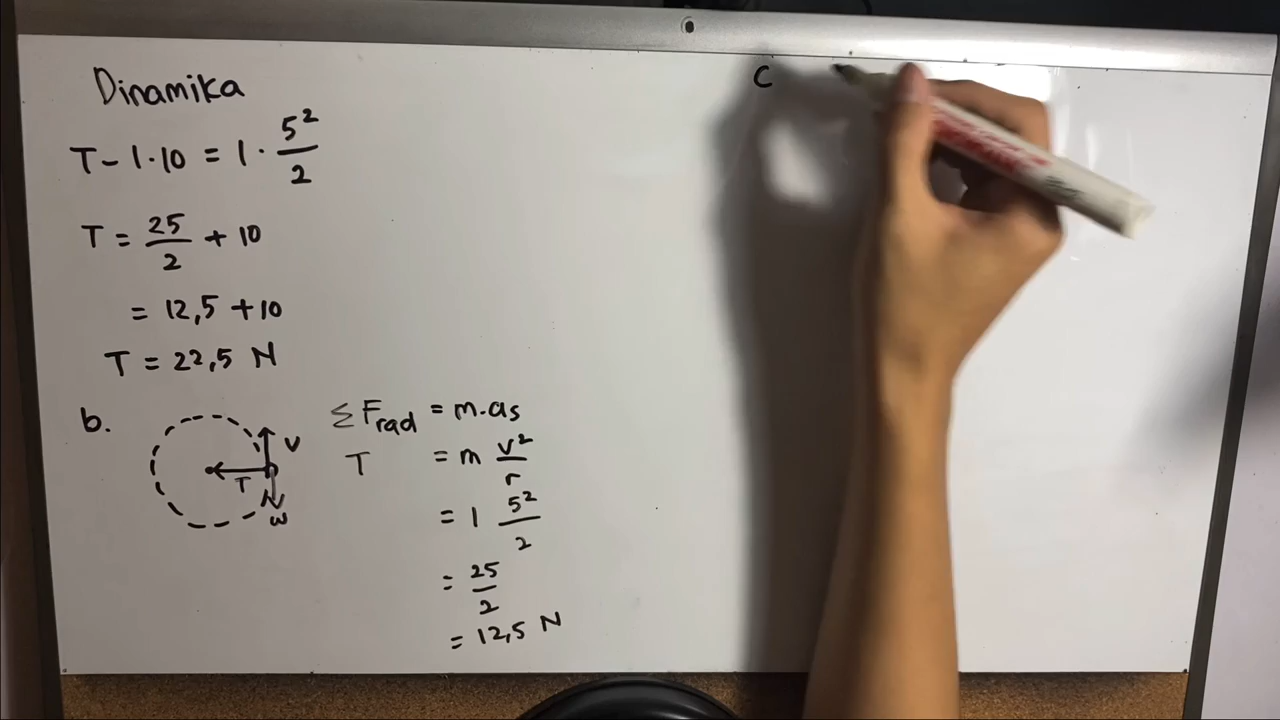 Dinamika
T - 1·10 = 1 · 5²/2
T = 25/2 + 10
= 12,5 + 10
T = 22,5 N
b.
V
T
W
ΣF_rad = m.as
T = m v²/r
= 1 5²/2
= 25/2
= 12,5 N
C